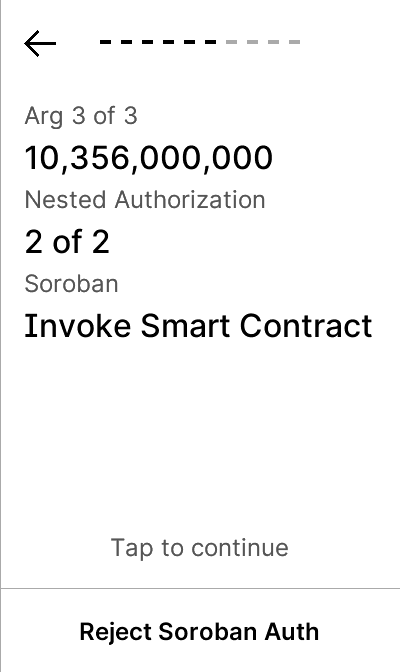 Arg 3 of 3
10,356,000,000
Nested Authorization
2 of 2
Soroban
Invoke Smart Contract
Tap to continue
Reject Soroban Auth